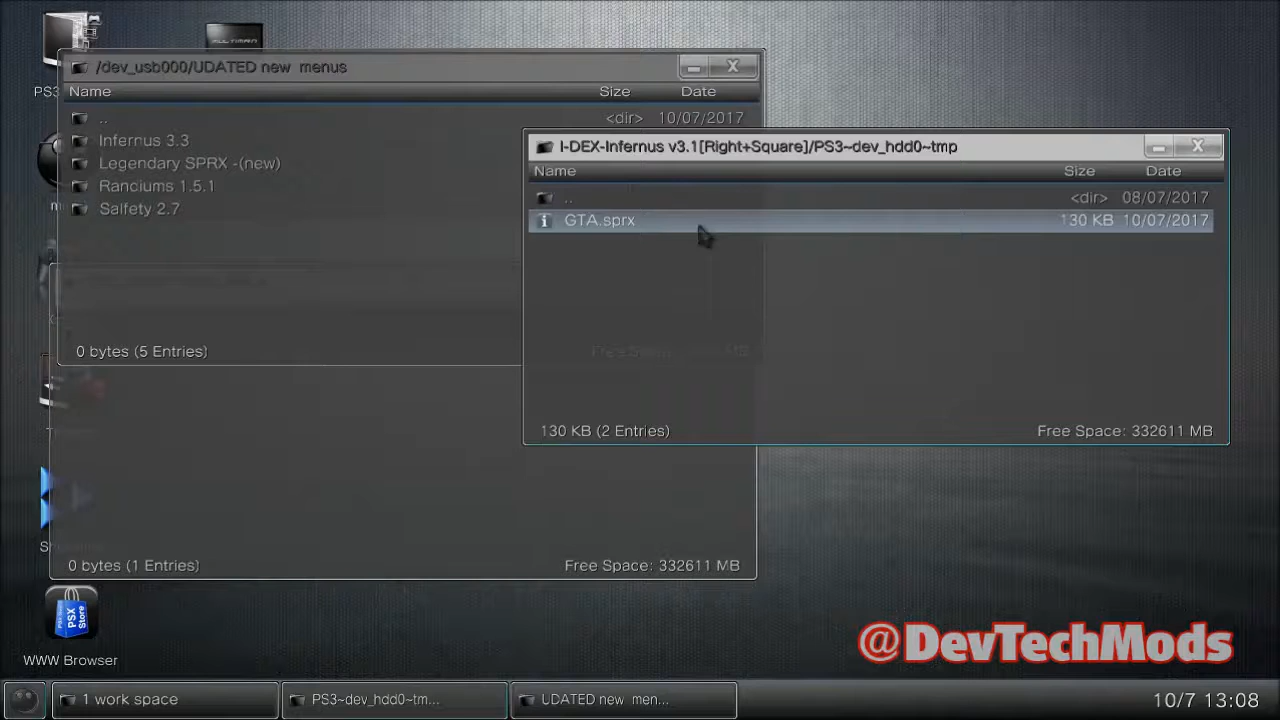 /dev_usb000/UDATED new menus
Name Size Date
.. <dir> 10/07/2017
Infernus 3.3
Legendary SPRX -(new)
Ranciums 1.5.1
Salfety 2.7
0 bytes (5 Entries)
I-DEX-Infernus v3.1[Right+Square]/PS3~dev_hdd0~tmp
Name Size Date
.. <dir> 08/07/2017
GTA.sprx 130 KB 10/07/2017
130 KB (2 Entries) Free Space: 332611 MB
0 bytes (1 Entries) Free Space: 332611 MB
PS3
PSX Store
WWW Browser
@DevTechMods
1 work space
PS3~dev_hdd0~tm...
UDATED new men...
10/7 13:08